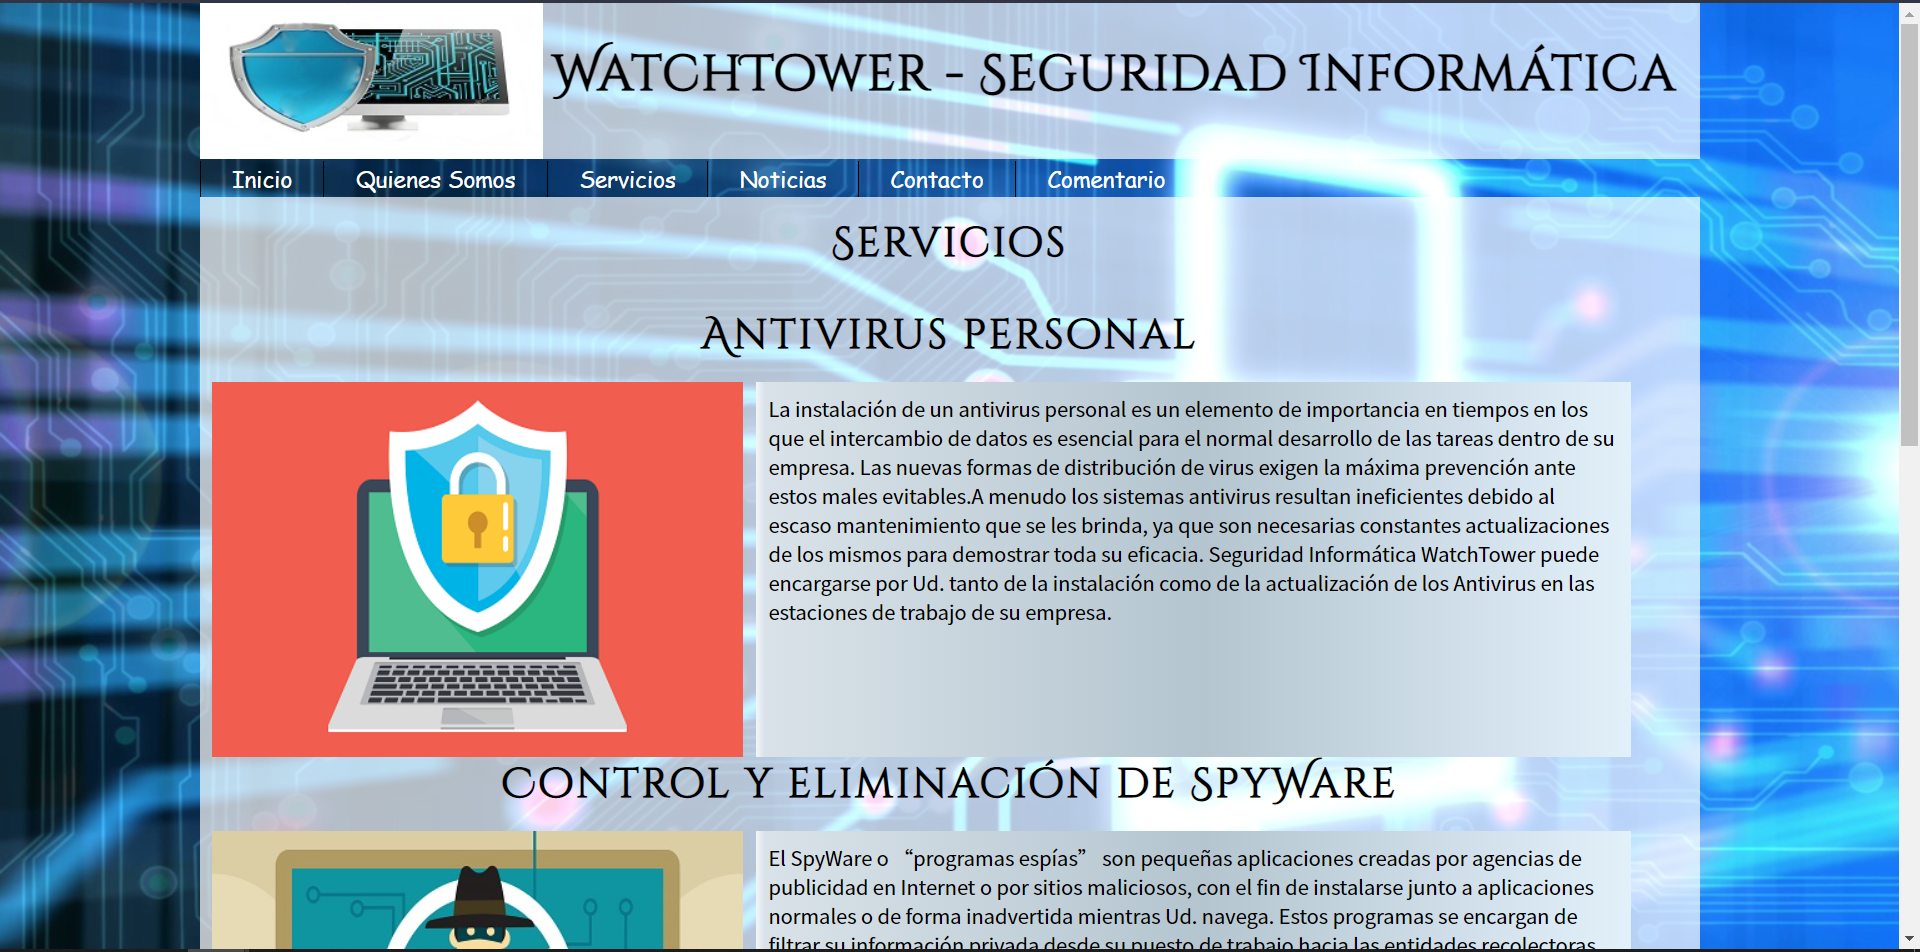 WatchTower - Seguridad Informática
Inicio
Quienes Somos
Servicios
Noticias
Contacto
Comentario
Servicios
Antivirus personal
La instalación de un antivirus personal es un elemento de importancia en tiempos en los
que el intercambio de datos es esencial para el normal desarrollo de las tareas dentro de su
empresa. Las nuevas formas de distribución de virus exigen la máxima prevención ante
estos males evitables.A menudo los sistemas antivirus resultan ineficientes debido al
escaso mantenimiento que se les brinda, ya que son necesarias constantes actualizaciones
de los mismos para demostrar toda su eficacia. Seguridad Informática WatchTower puede
encargarse por Ud. tanto de la instalación como de la actualización de los Antivirus en las
estaciones de trabajo de su empresa.
Control y eliminación de SpyWare
El SpyWare o “programas espías” son pequeñas aplicaciones creadas por agencias de
publicidad en Internet o por sitios maliciosos, con el fin de instalarse junto a aplicaciones
normales o de forma inadvertida mientras Ud. navega. Estos programas se encargan de
filtrar su información privada desde su puesto de trabajo hacia las entidades recolectoras